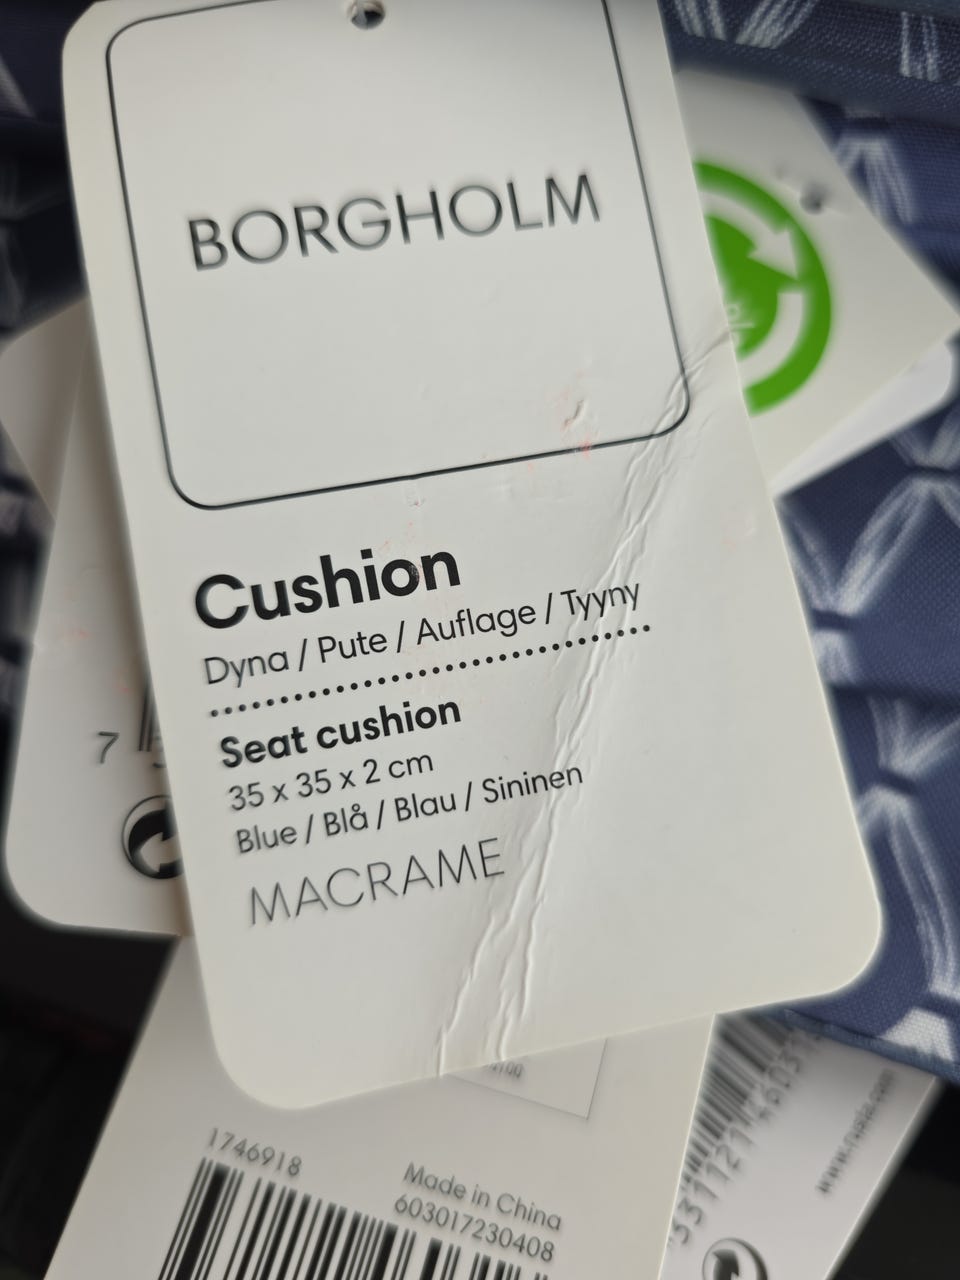 BORGHOLM
Cushion
Dyna / Pute / Auflage / Tyyny
Seat cushion
35 x 35 x 2 cm
Blue / Blå / Blau / Sininen
MACRAME
7
%
1746918
Made in China
603017230408